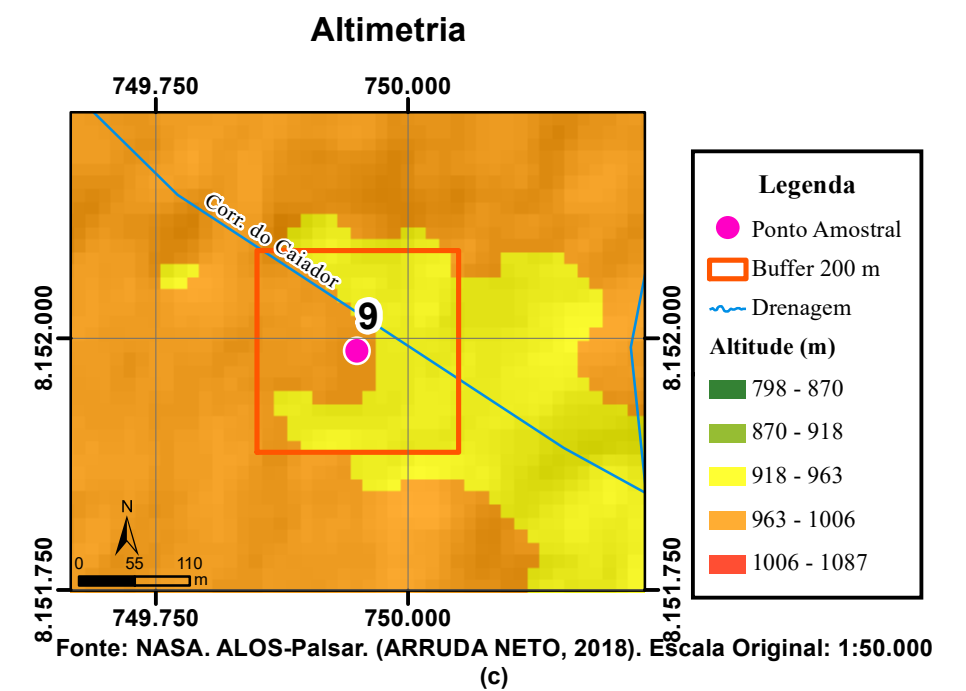 Altimetria
749.750 750.000
Corr. do Caiador
9
8.152.000 8.152.000
8.151.750 8.151.750
N
0 55 110
m
749.750 750.000
Legenda
Ponto Amostral
Buffer 200 m
Drenagem
Altitude (m)
798 - 870
870 - 918
918 - 963
963 - 1006
1006 - 1087
Fonte: NASA. ALOS-Palsar. (ARRUDA NETO, 2018). Escala Original: 1:50.000
(c)